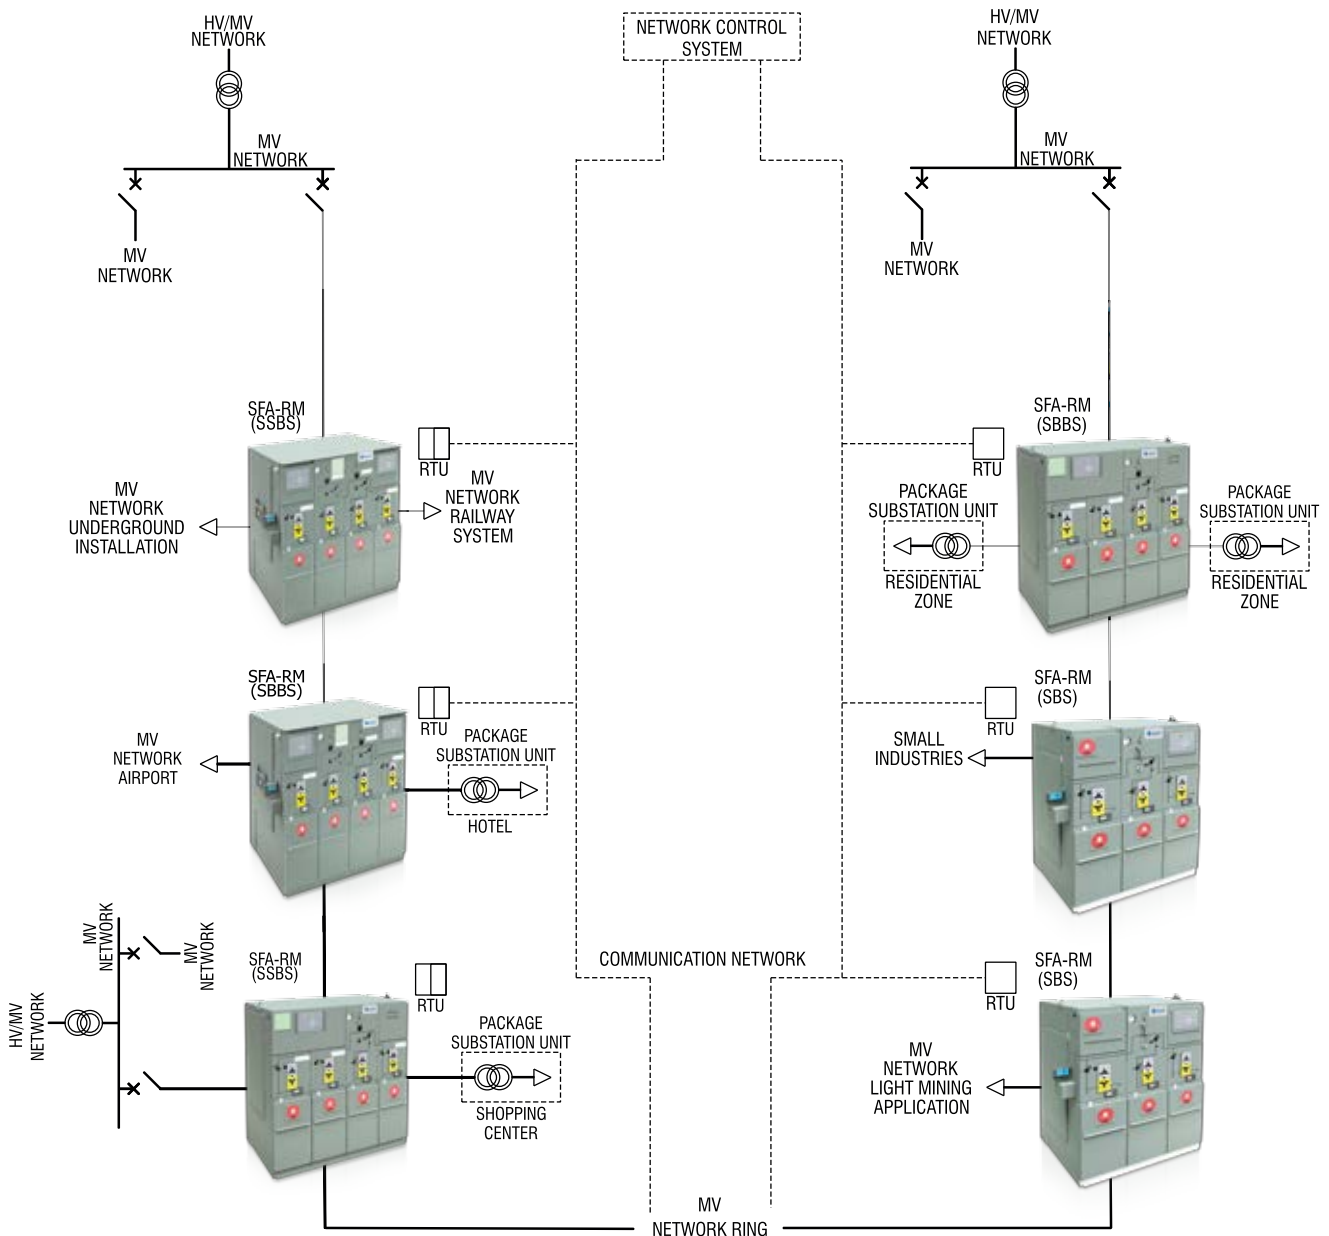 HV/MV
NETWORK
NETWORK CONTROL
SYSTEM
HV/MV
NETWORK
MV
NETWORK
MV
NETWORK
MV
NETWORK
MV
NETWORK
SFA-RM
(SSBS)
RTU
MV
NETWORK
UNDERGROUND
INSTALLATION
MV
NETWORK
RAILWAY
SYSTEM
SFA-RM
(SBBS)
RTU
PACKAGE
SUBSTATION UNIT
RESIDENTIAL
ZONE
PACKAGE
SUBSTATION UNIT
RESIDENTIAL
ZONE
SFA-RM
(SBBS)
RTU
MV
NETWORK
AIRPORT
PACKAGE
SUBSTATION UNIT
HOTEL
SFA-RM
(SBS)
RTU
SMALL
INDUSTRIES
MV
NETWORK
MV
NETWORK
HV/MV
NETWORK
SFA-RM
(SSBS)
RTU
PACKAGE
SUBSTATION UNIT
SHOPPING
CENTER
COMMUNICATION NETWORK
SFA-RM
(SBS)
RTU
MV
NETWORK
LIGHT MINING
APPLICATION
MV
NETWORK RING